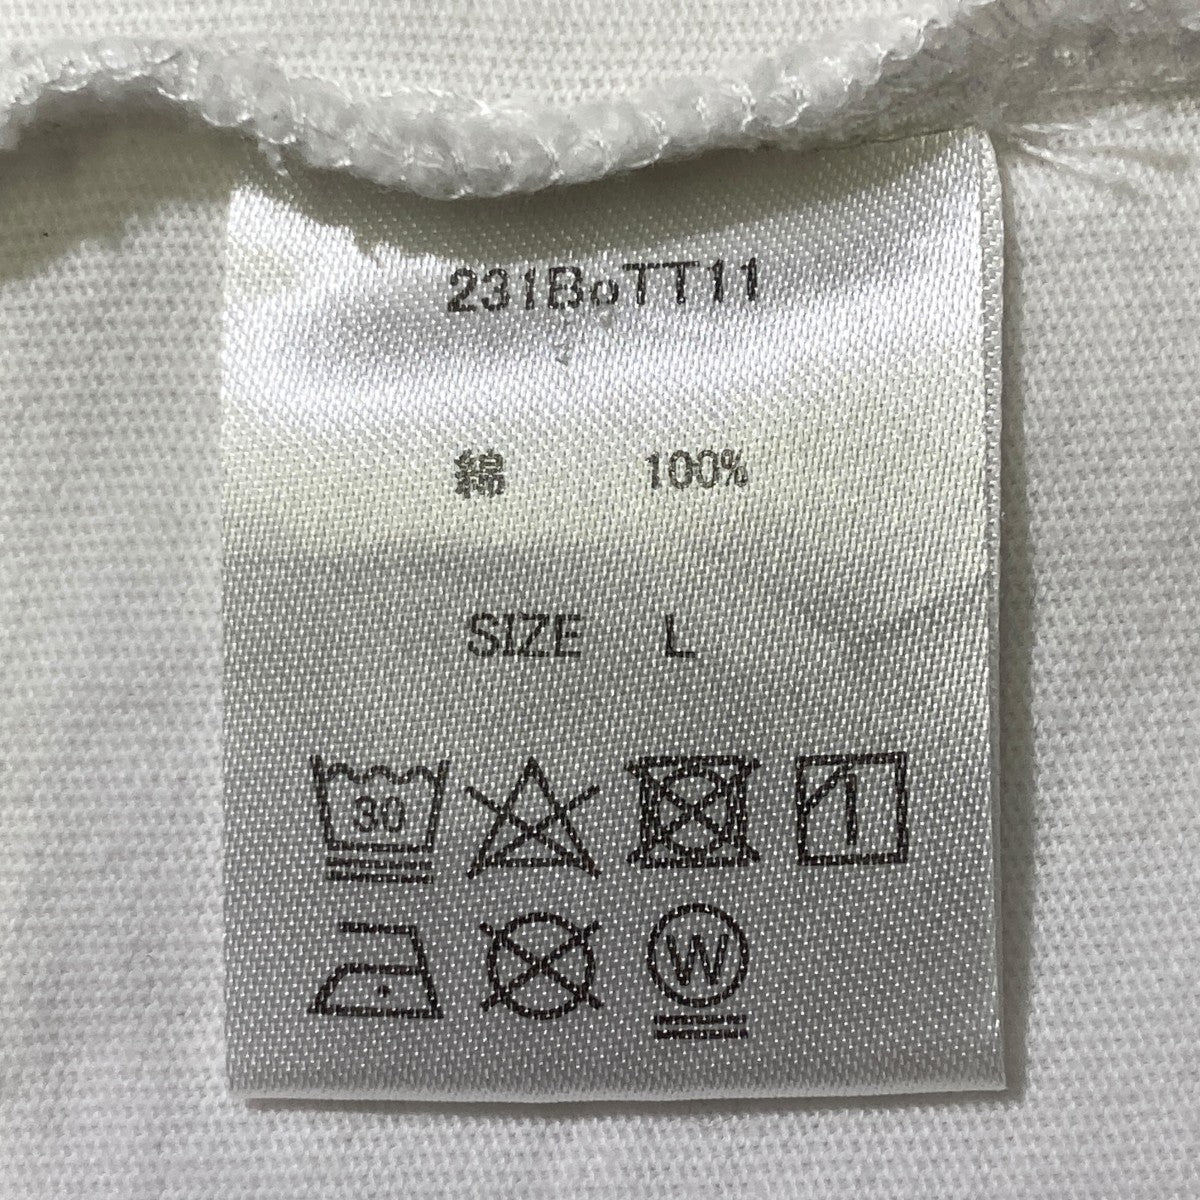 231BoTT11
綿 100%
SIZE L
30
W